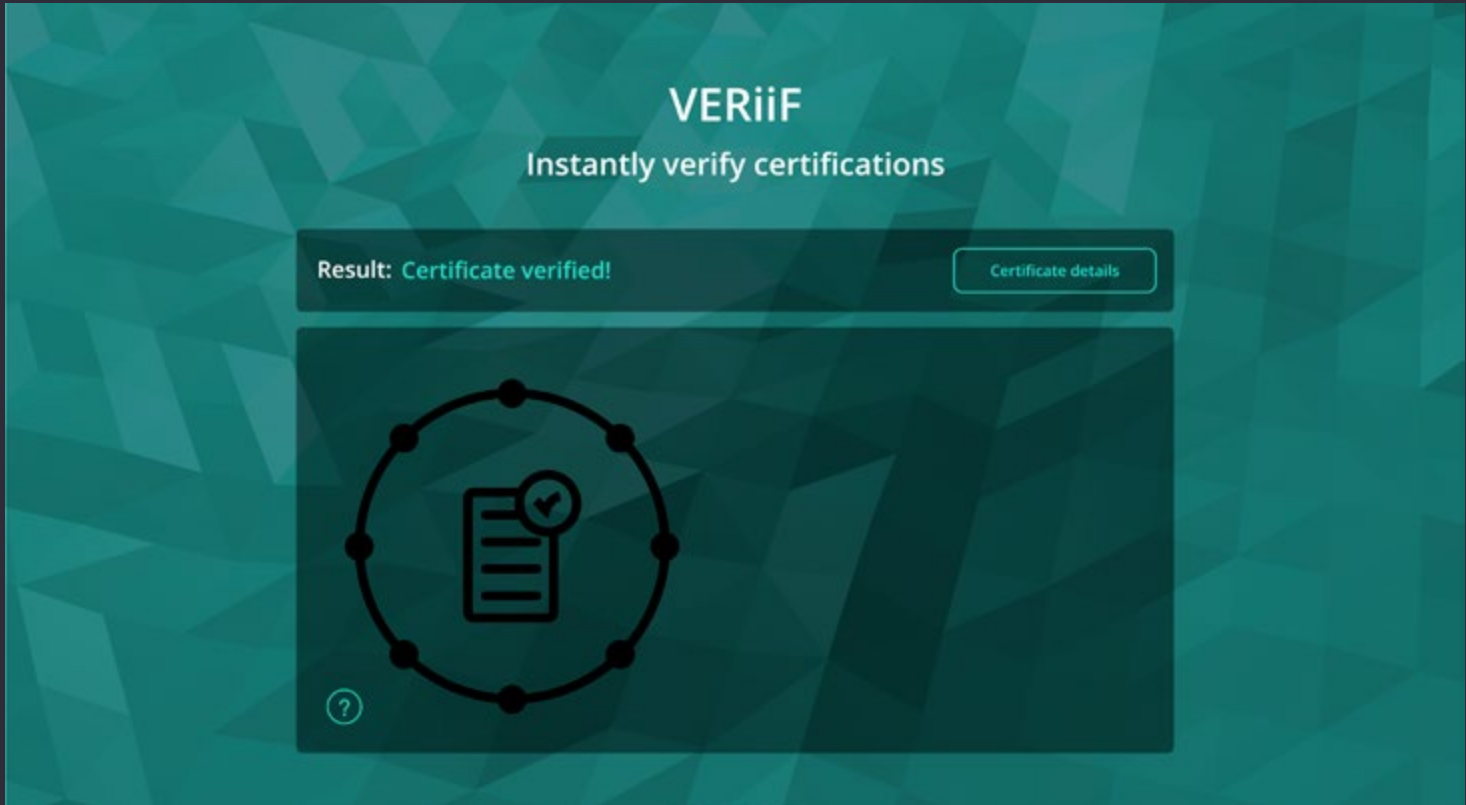 VERiiF
Instantly verify certifications
Result: Certificate verified!
Certificate details
?